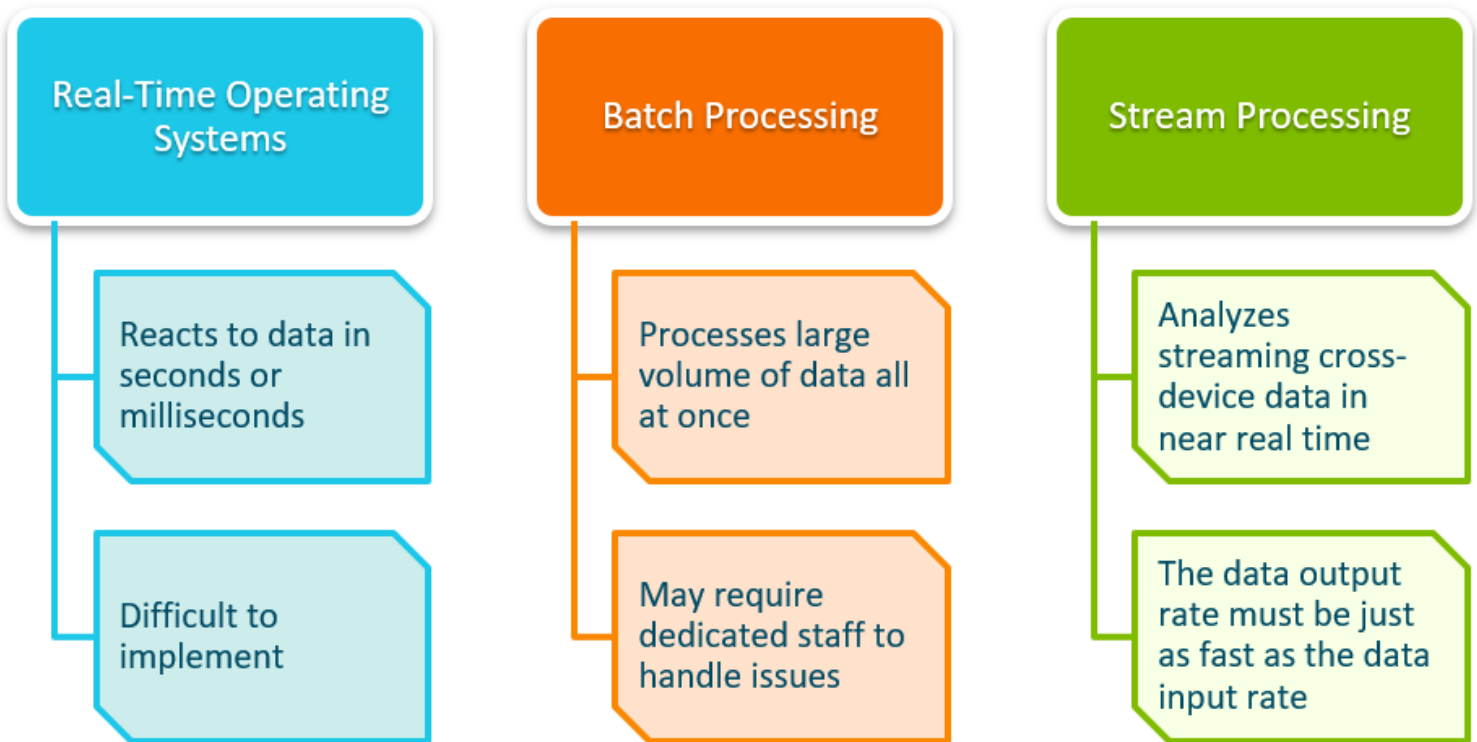 Real-Time Operating
Systems
Reacts to data in
seconds or
milliseconds
Difficult to
implement
Batch Processing
Processes large
volume of data all
at once
May require
dedicated staff to
handle issues
Stream Processing
Analyzes
streaming cross-
device data in
near real time
The data output
rate must be just
as fast as the data
input rate